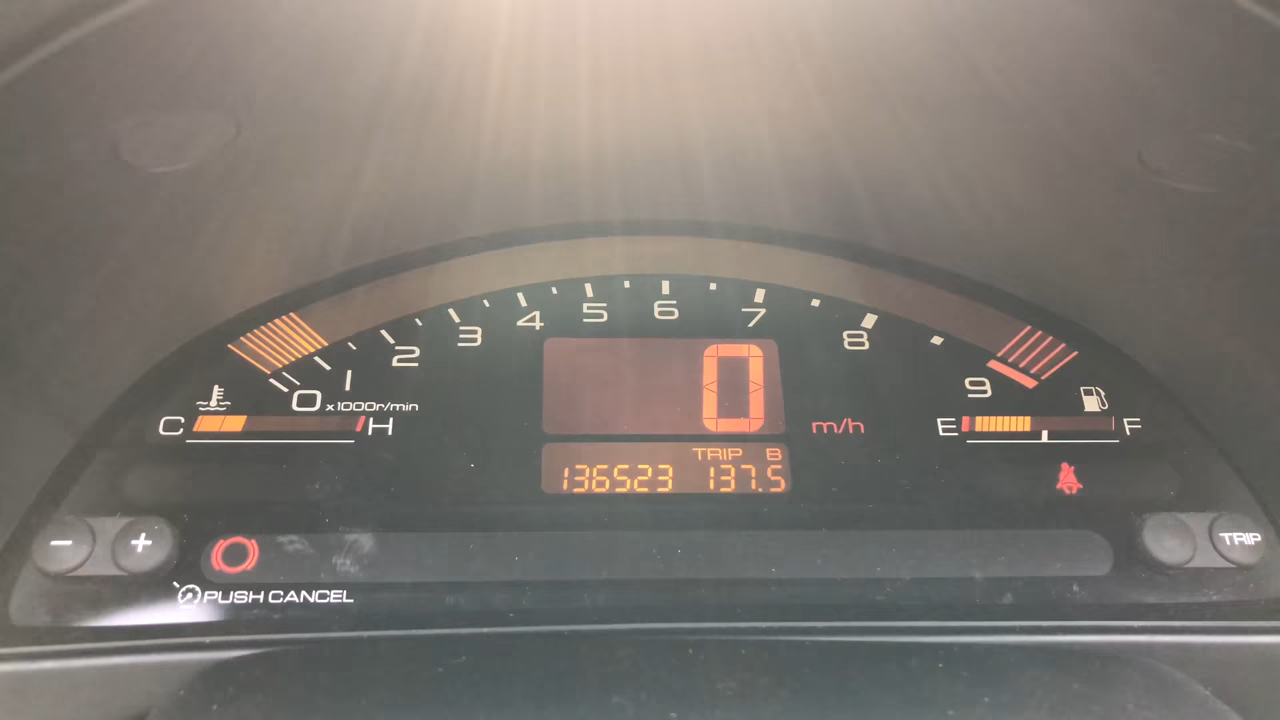 0 1 2 3 4 5 6 7 8 9
x1000r/min
C H
0 m/h
E F
TRIP B
136523 137.5
- +
TRIP
PUSH CANCEL